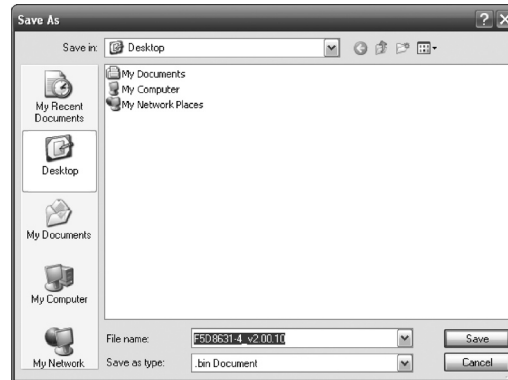 Save As
Save in: Desktop
My Documents
My Computer
My Network Places
My Recent
Documents
Desktop
My Documents
My Computer
My Network
File name: F5D8631-4_v2.00.10 Save
Save as type: .bin Document Cancel